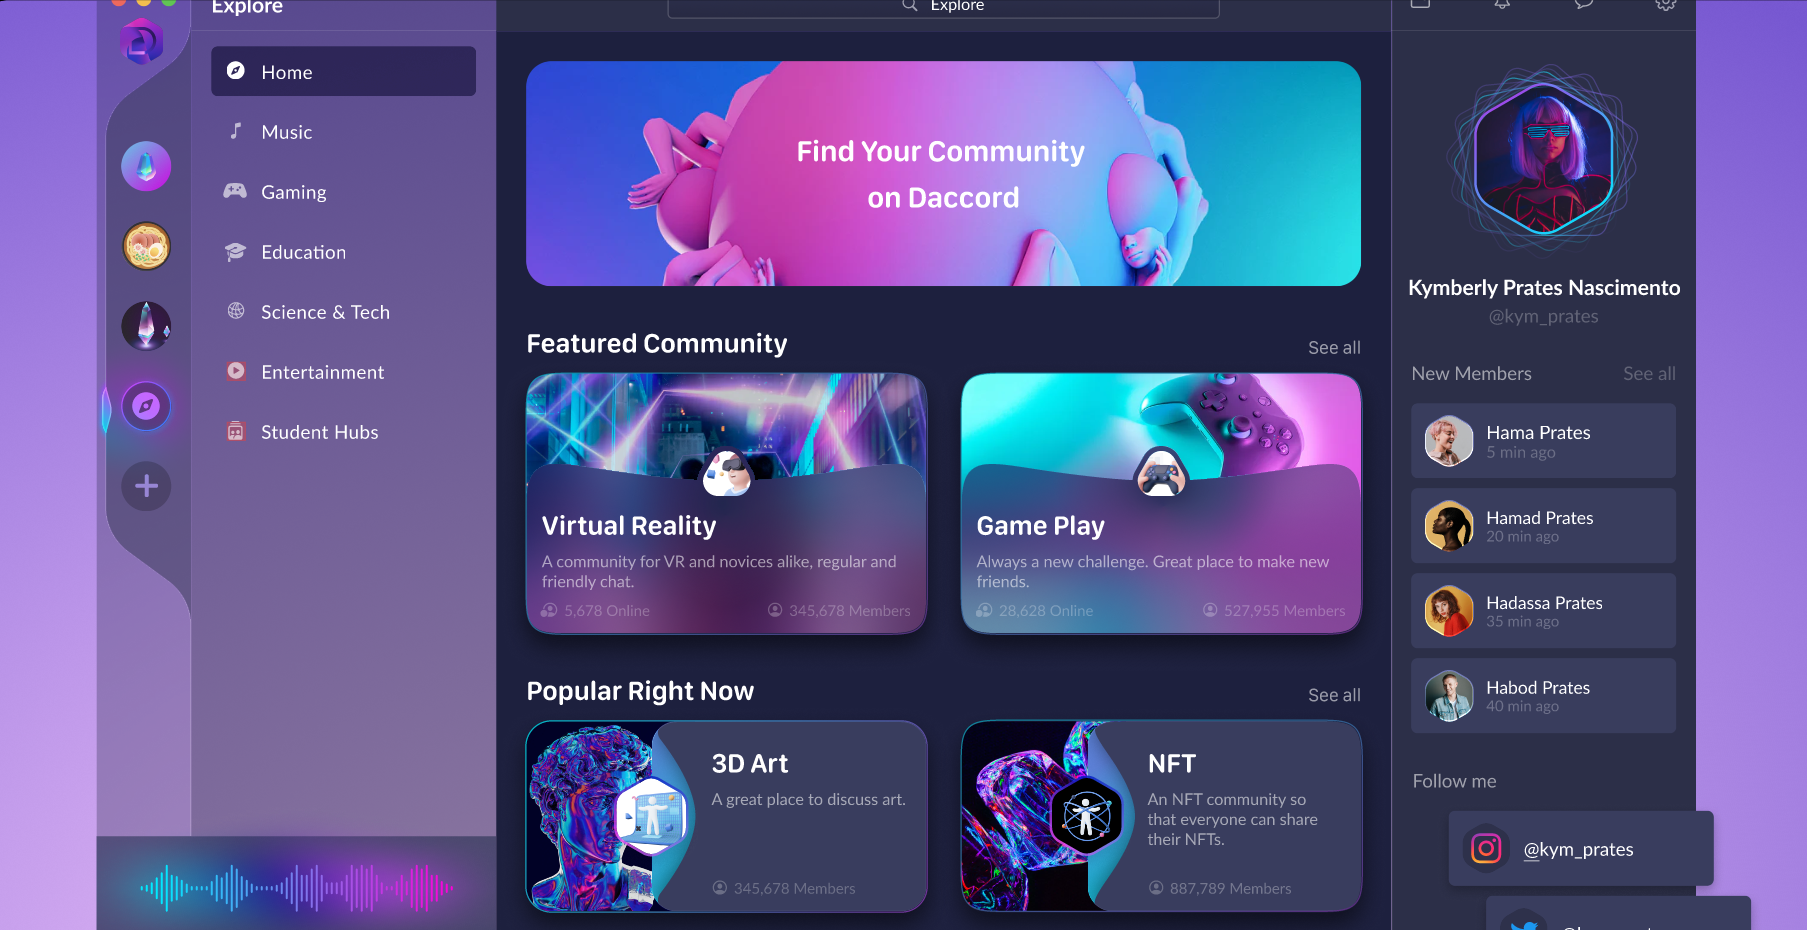 Explore
Home
Music
Gaming
Education
Science & Tech
Entertainment
Student Hubs
Explore
Find Your Community
on Daccord
Featured Community
See all
Virtual Reality
A community for VR and novices alike, regular and
friendly chat.
5,678 Online
345,678 Members
Game Play
Always a new challenge. Great place to make new
friends.
28,628 Online
527,955 Members
Popular Right Now
See all
3D Art
A great place to discuss art.
345,678 Members
NFT
An NFT community so
that everyone can share
their NFTs.
887,789 Members
Kymberly Prates Nascimento
@kym_prates
New Members
See all
Hama Prates
5 min ago
Hamad Prates
20 min ago
Hadassa Prates
35 min ago
Habod Prates
40 min ago
Follow me
@kym_prates